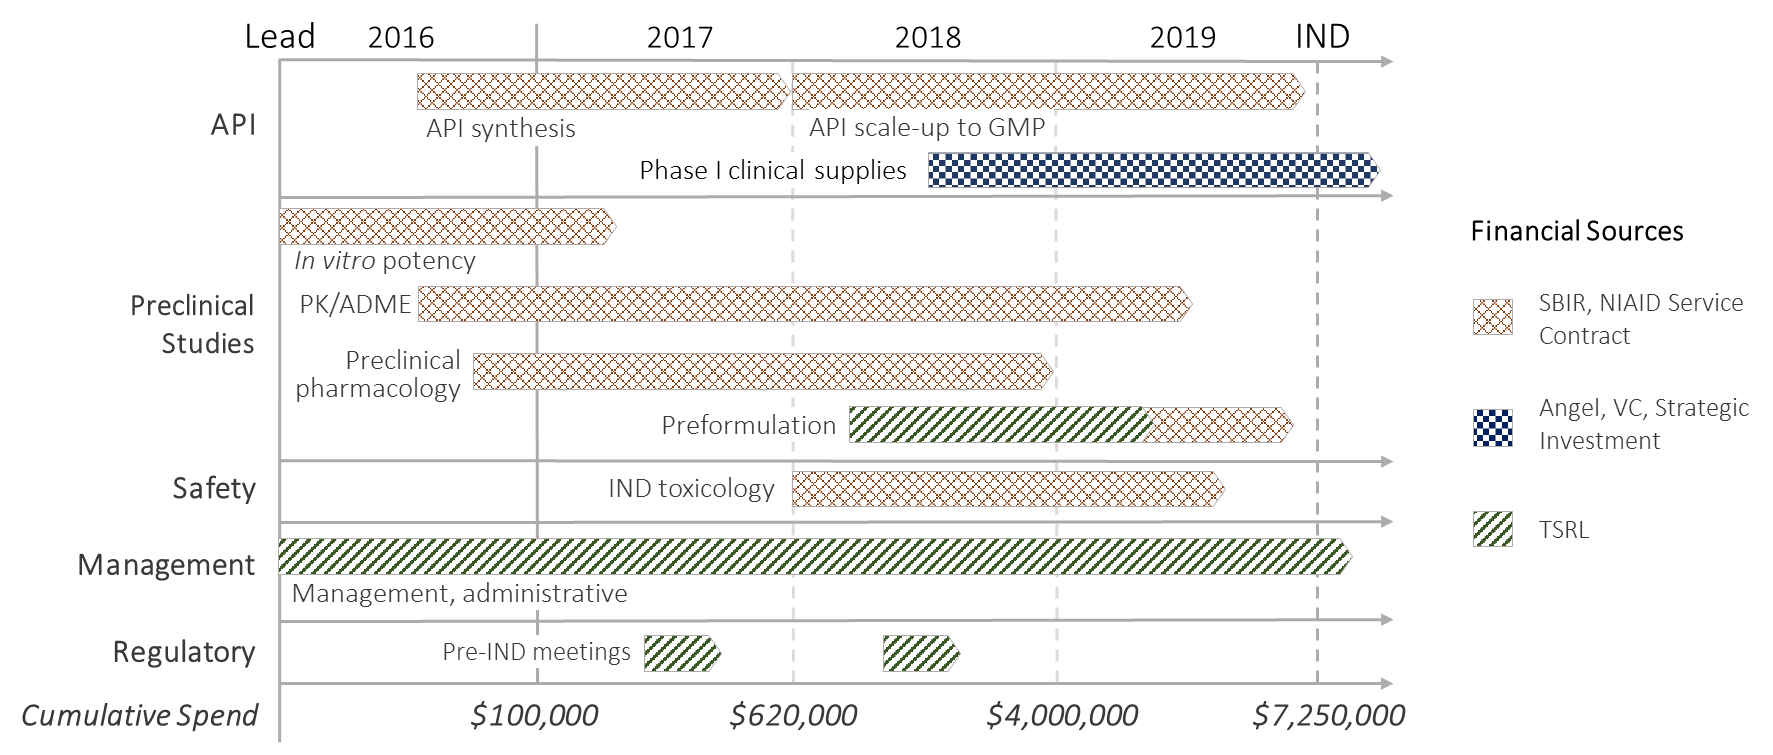 Lead 2016 2017 2018 2019 IND
API
API synthesis
API scale-up to GMP
Phase I clinical supplies
Preclinical
Studies
In vitro potency
PK/ADME
Preclinical
pharmacology
Preformulation
Safety
IND toxicology
Management
Management, administrative
Regulatory
Pre-IND meetings
Cumulative Spend $100,000 $620,000 $4,000,000 $7,250,000
Financial Sources
SBIR, NIAID Service
Contract
Angel, VC, Strategic
Investment
TSRL